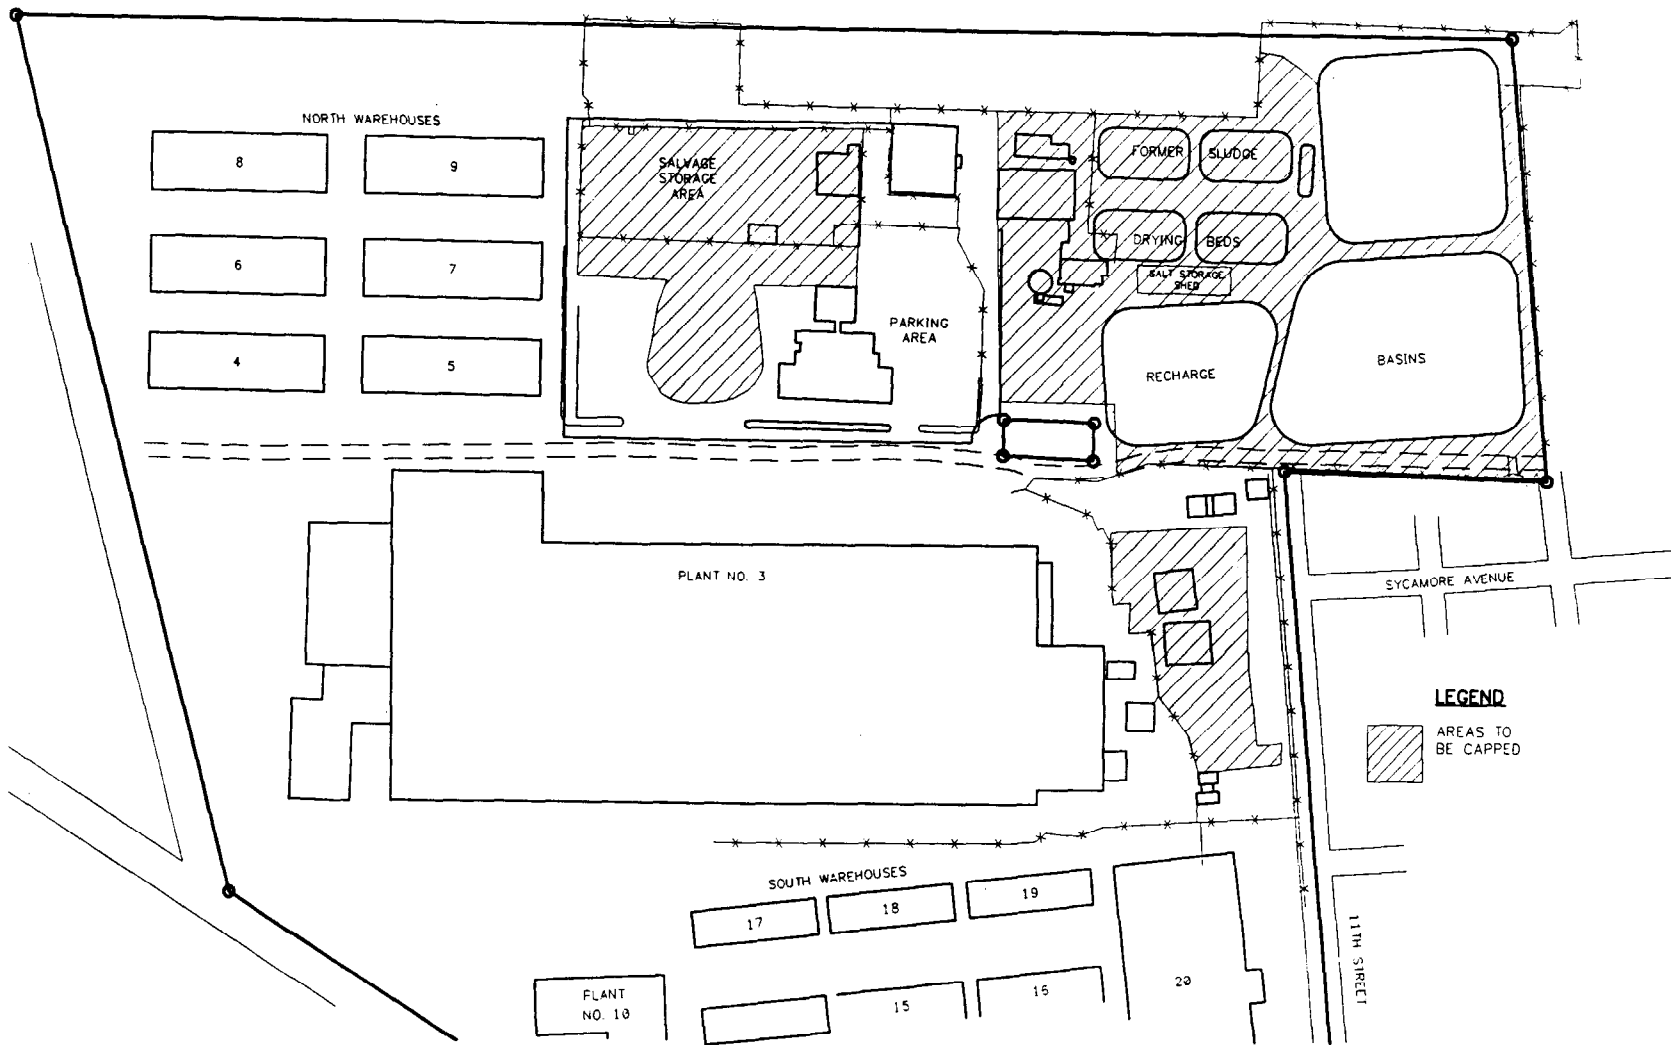 NORTH WAREHOUSES
8
9
6
7
4
5
SALVAGE
STORAGE
AREA
PARKING
AREA
FORMER SLUDGE
DRYING BEDS
SALT STORAGE
SHED
RECHARGE
BASINS
PLANT NO. 3
SYCAMORE AVENUE
LEGEND
AREAS TO
BE CAPPED
SOUTH WAREHOUSES
17
18
19
15
16
20
PLANT
NO. 10
11TH STREET